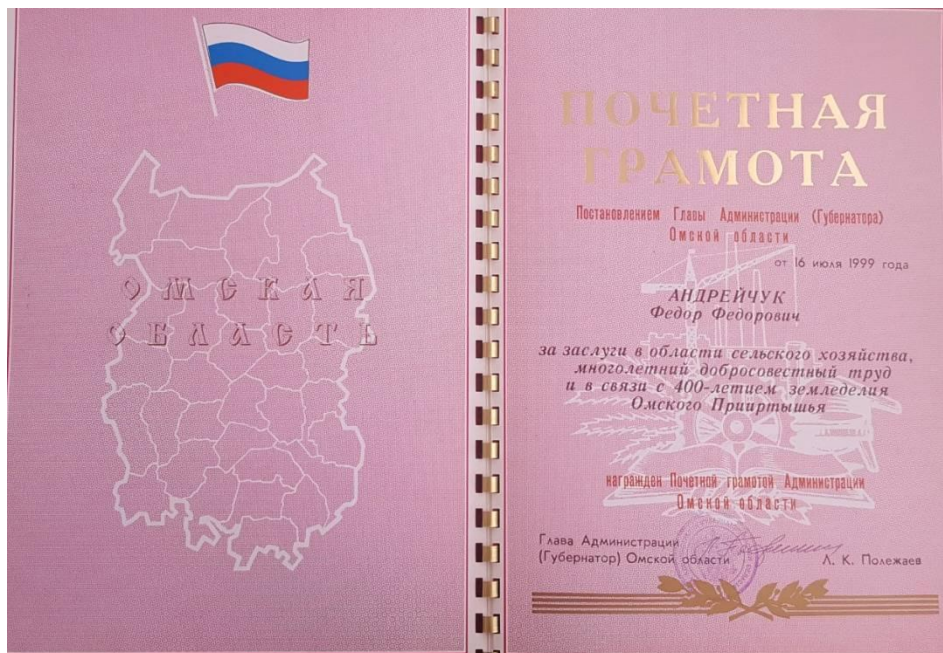 ОМСКАЯ
ОБЛАСТЬ
ПОЧЕТНАЯ
ГРАМОТА
Постановлением Главы Администрации (Губернатора)
Омской области
от 16 июля 1999 года
АНДРЕЙЧУК
Федор Федорович
за заслуги в области сельского хозяйства,
многолетний добросовестный труд
и в связи с 400-летием земледелия
Омского Прииртышья
награжден Почетной грамотой Администрации
Омской области
Глава Администрации
(Губернатор) Омской области
Л. К. Полежаев